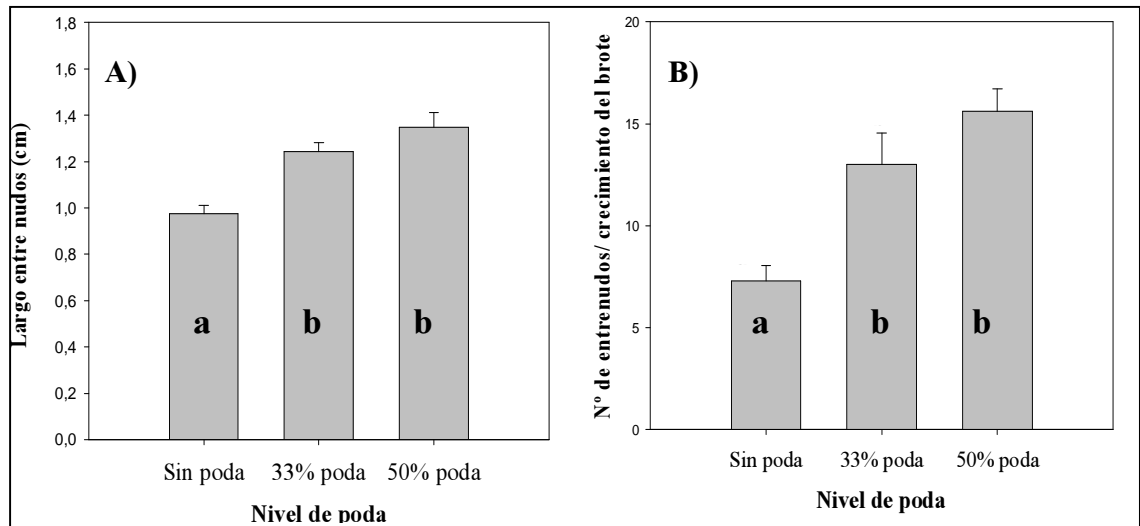 A)
Largo entre nudos (cm)
1,8
1,6
1,4
1,2
1,0
0,8
0,6
0,4
0,2
0,0
a
b
b
Sin poda
33% poda
50% poda
Nivel de poda
B)
Nº de entrenudos/ crecimiento del brote
20
15
10
5
0
a
b
b
Sin poda
33% poda
50% poda
Nivel de poda